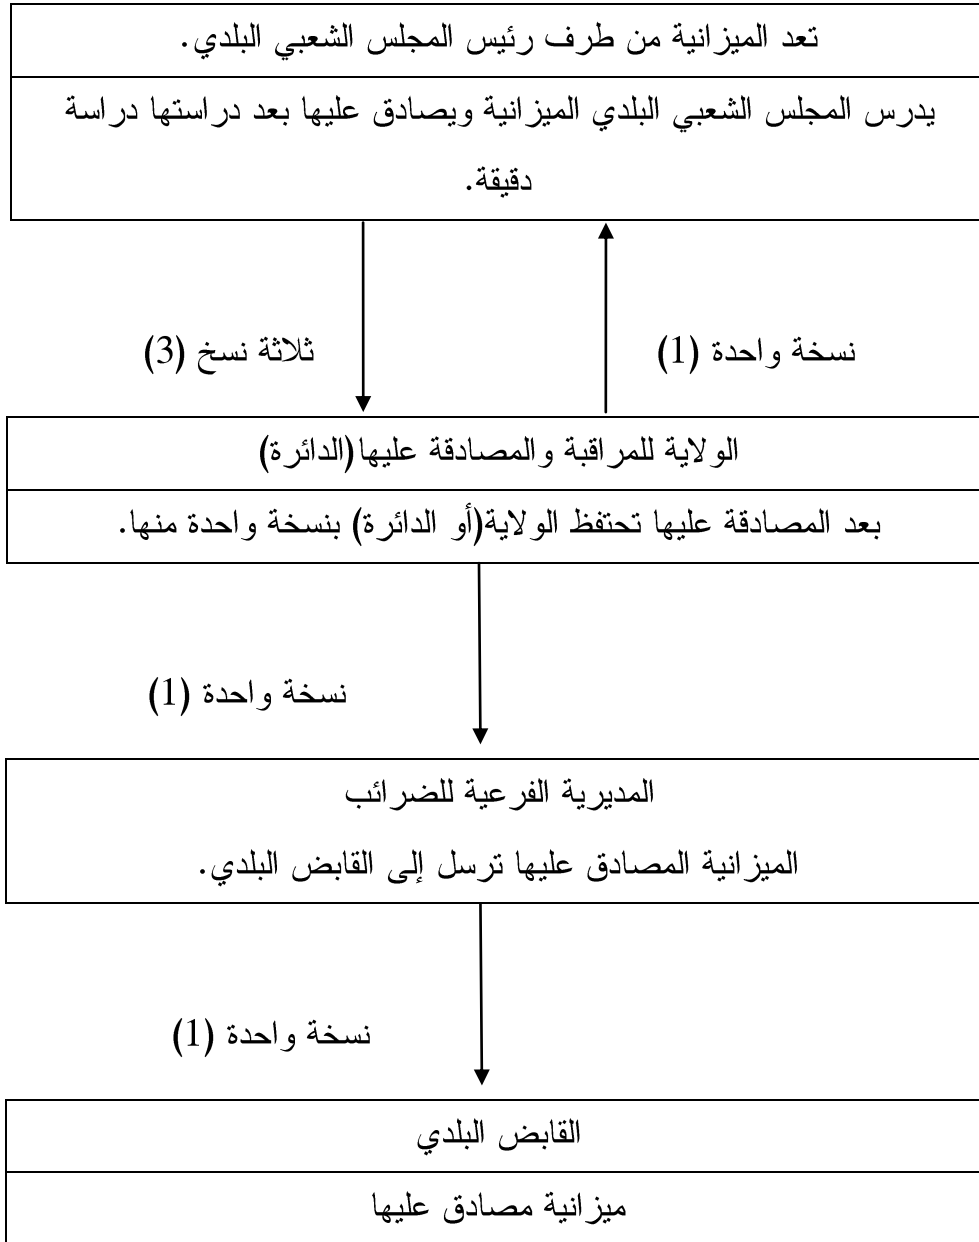 تعد الميزانية من طرف رئيس المجلس الشعبي البلدي.
يدرس المجلس الشعبي البلدي الميزانية ويصادق عليها بعد دراستها دراسة
دقيقة.
نسخة واحدة (1)
ثلاثة نسخ (3)
الولاية للمراقبة والمصادقة عليها(الدائرة)
بعد المصادقة عليها تحتفظ الولاية(أو الدائرة) بنسخة واحدة منها.
نسخة واحدة (1)
المديرية الفرعية للضرائب
الميزانية المصادق عليها ترسل إلى القابض البلدي.
نسخة واحدة (1)
القابض البلدي
ميزانية مصادق عليها